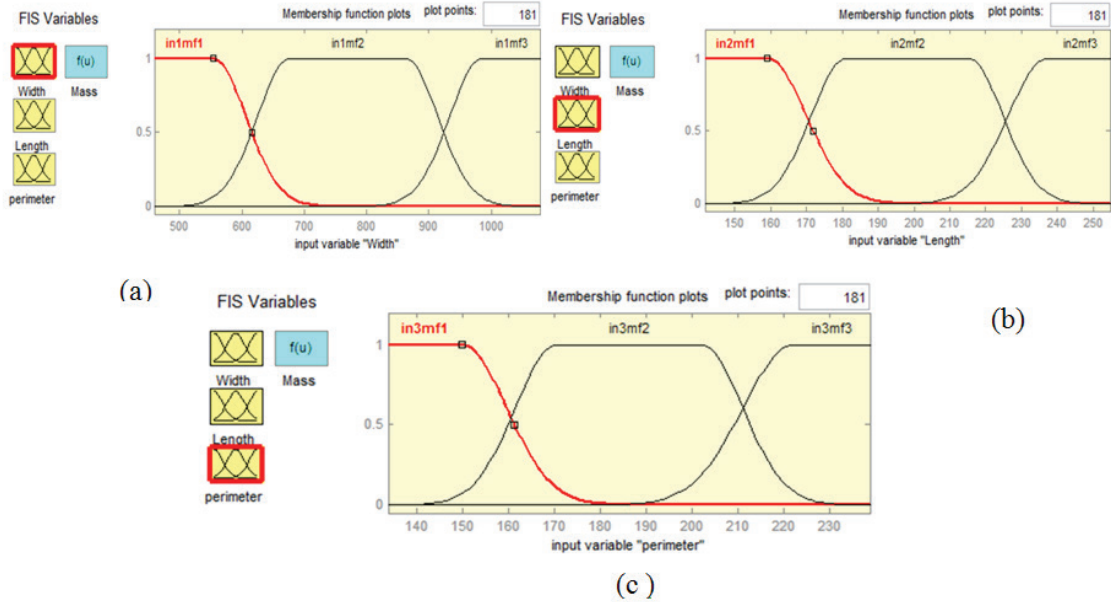 FIS Variables
Membership function plots plot points: 181
in1mf1 in1mf2 in1mf3
f(u)
Width Mass
Length
perimeter
1
0.5
0
500 600 700 800 900 1000
input variable "Width"
(a)
FIS Variables
Membership function plots plot points: 181
in2mf1 in2mf2 in2mf3
f(u)
Width Mass
Length
perimeter
1
0.5
0
150 160 170 180 190 200 210 220 230 240 250
input variable "Length"
(b)
FIS Variables
Membership function plots plot points: 181
in3mf1 in3mf2 in3mf3
f(u)
Width Mass
Length
perimeter
1
0.5
0
140 150 160 170 180 190 200 210 220 230
input variable "perimeter"
(c )